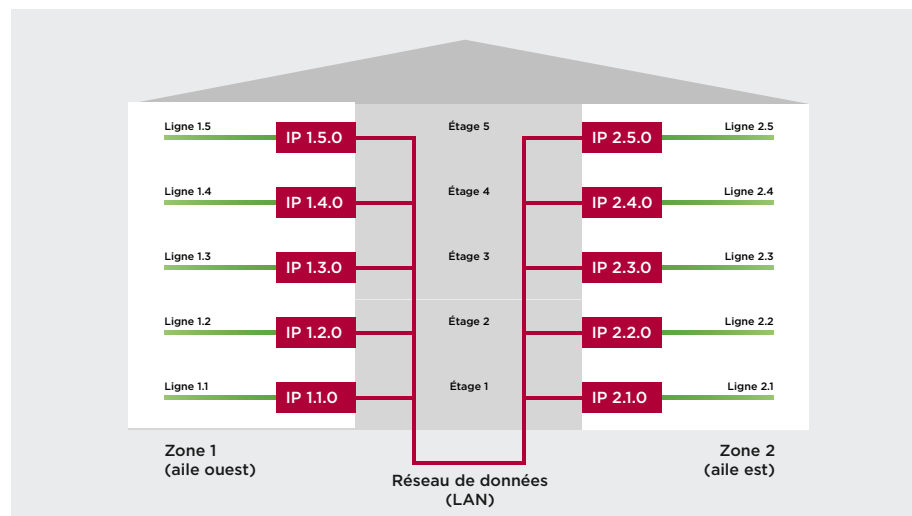 Ligne 1.5
IP 1.5.0
Étage 5
IP 2.5.0
Ligne 2.5
Ligne 1.4
IP 1.4.0
Étage 4
IP 2.4.0
Ligne 2.4
Ligne 1.3
IP 1.3.0
Étage 3
IP 2.3.0
Ligne 2.3
Ligne 1.2
IP 1.2.0
Étage 2
IP 2.2.0
Ligne 2.2
Ligne 1.1
IP 1.1.0
Étage 1
IP 2.1.0
Ligne 2.1
Zone 1
(aile ouest)
Réseau de données
(LAN)
Zone 2
(aile est)